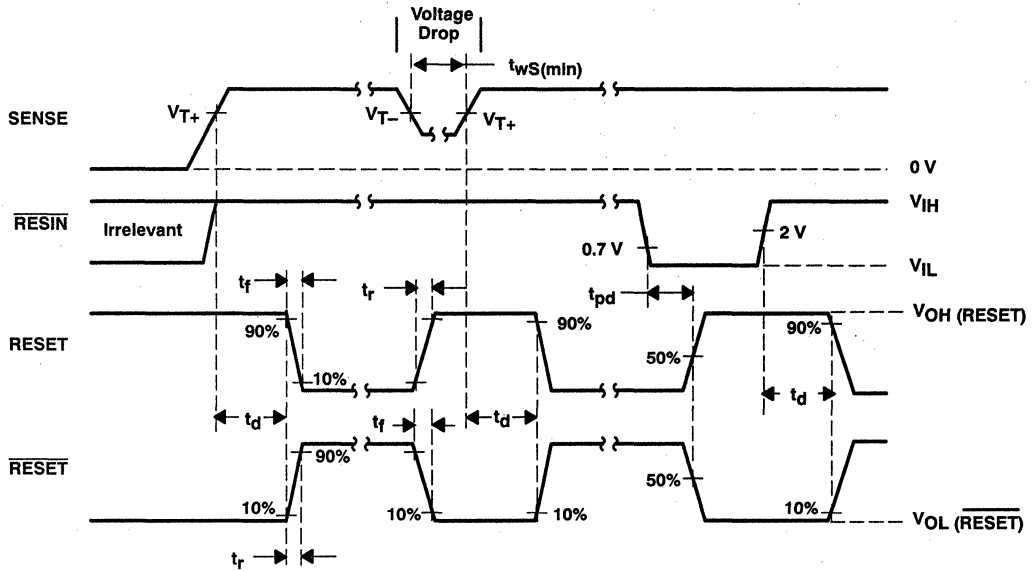 Voltage
Drop
twS(min)
SENSE
VT+
VT–
VT+
0 V
RESIN
Irrelevant
VIH
2 V
0.7 V
VIL
tf
tr
tpd
VOH (RESET)
RESET
90%
10%
90%
50%
90%
td
tf
td
td
RESET
90%
50%
10%
10%
10%
10%
VOL (RESET)
tr